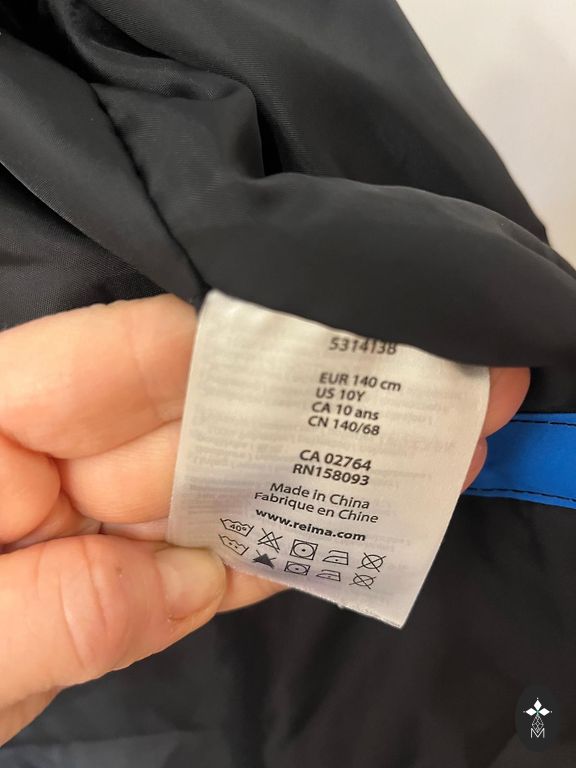 531413B
EUR 140 cm
US 10Y
CA 10 ans
CN 140/68
CA 02764
RN158093
Made in China
Fabrique en Chine
www.reima.com
40°